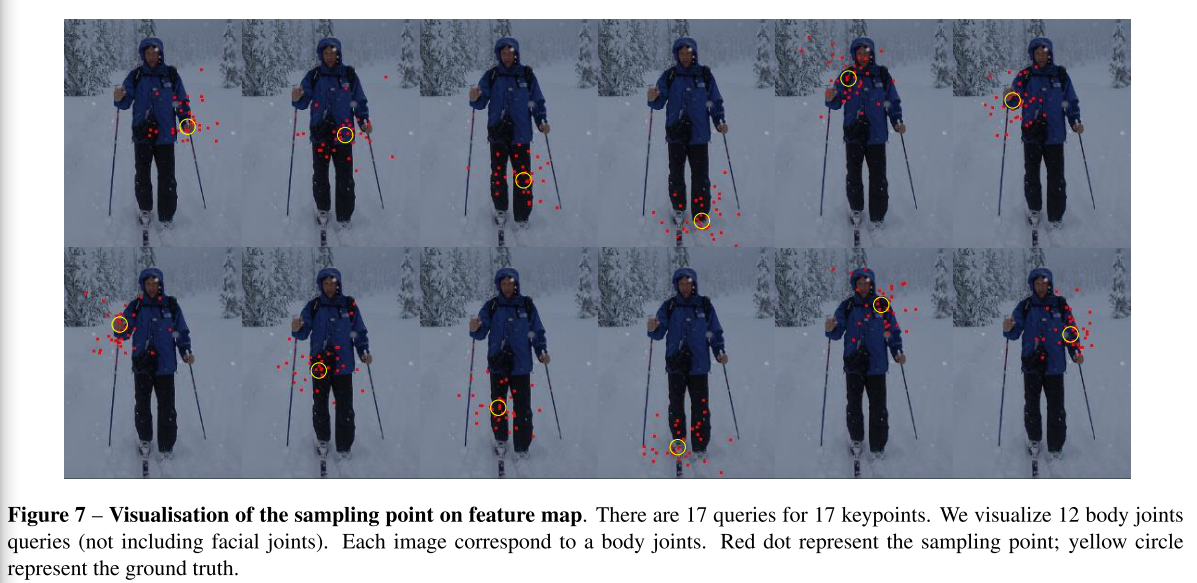 Figure 7 – Visualisation of the sampling point on feature map. There are 17 queries for 17 keypoints. We visualize 12 body joints
queries (not including facial joints). Each image correspond to a body joints. Red dot represent the sampling point; yellow circle
represent the ground truth.